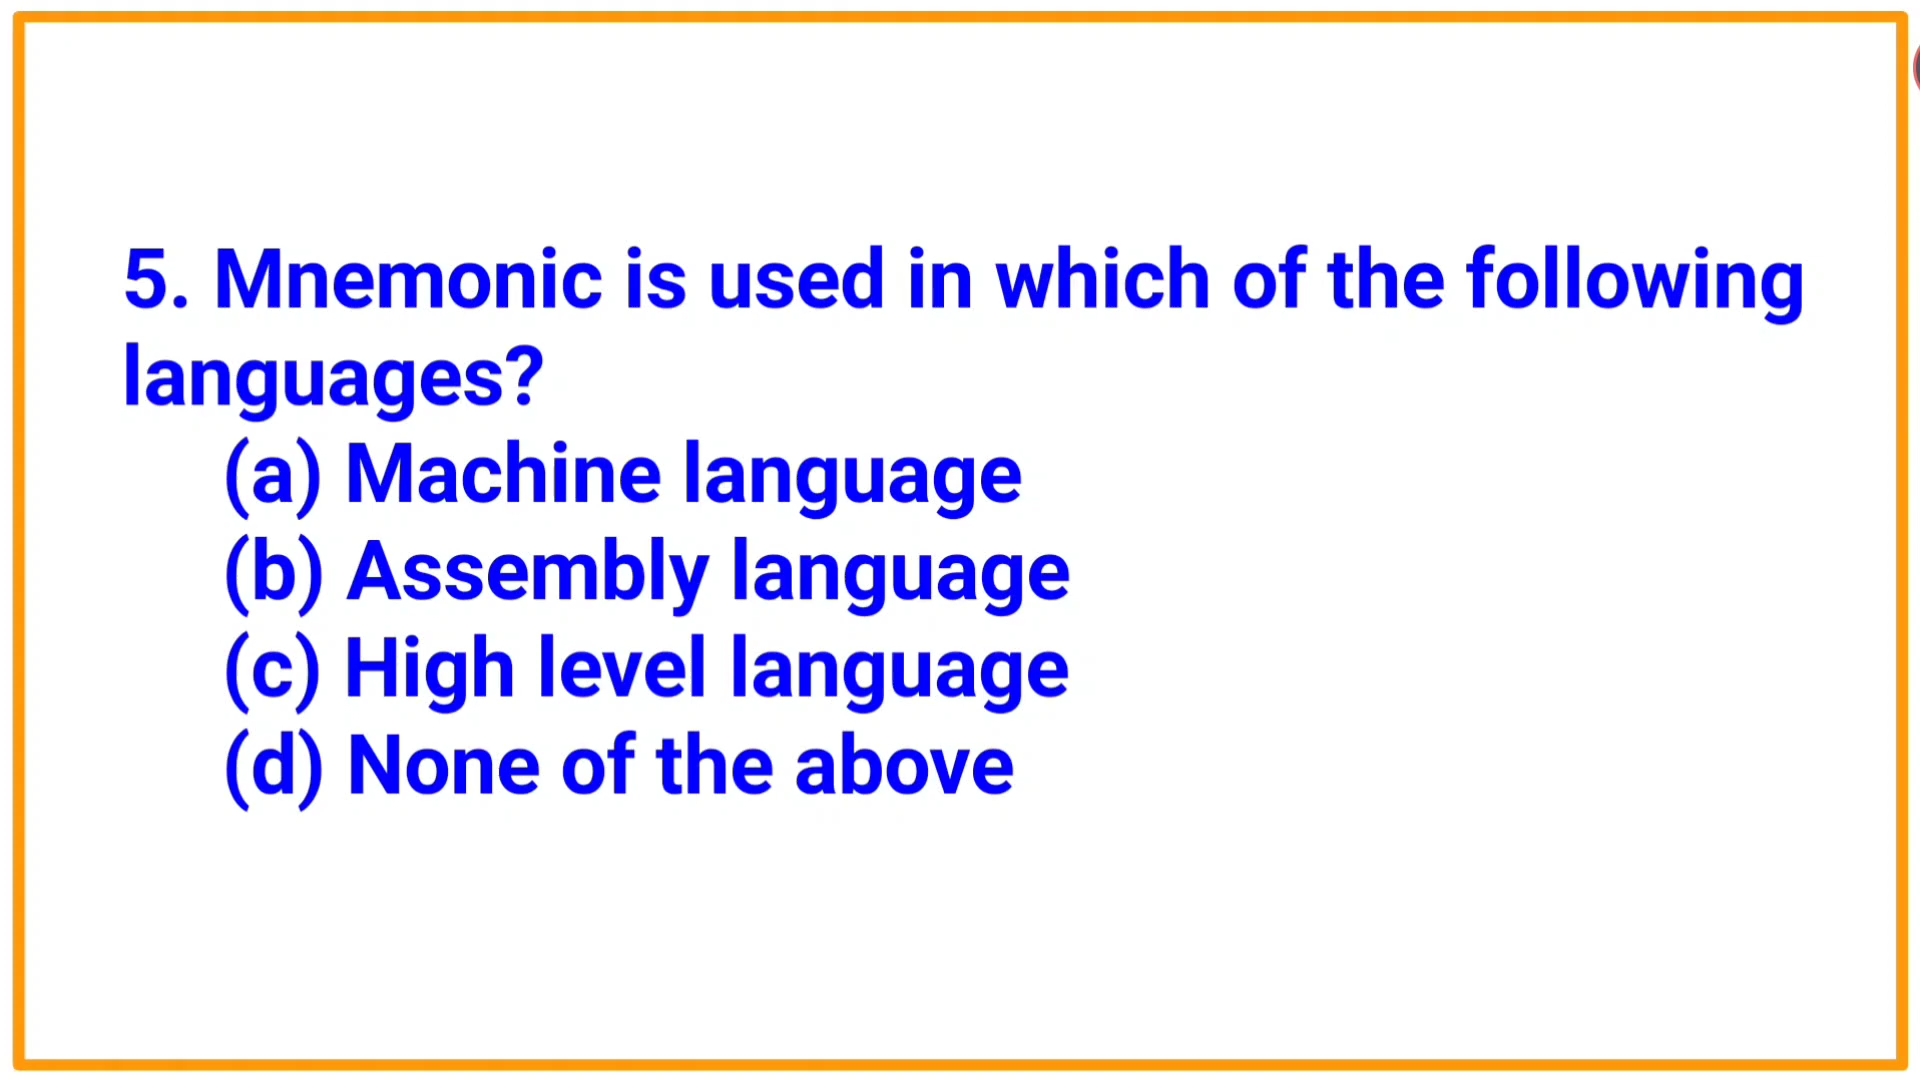 5. Mnemonic is used in which of the following
languages?
(a) Machine language
(b) Assembly language
(c) High level language
(d) None of the above